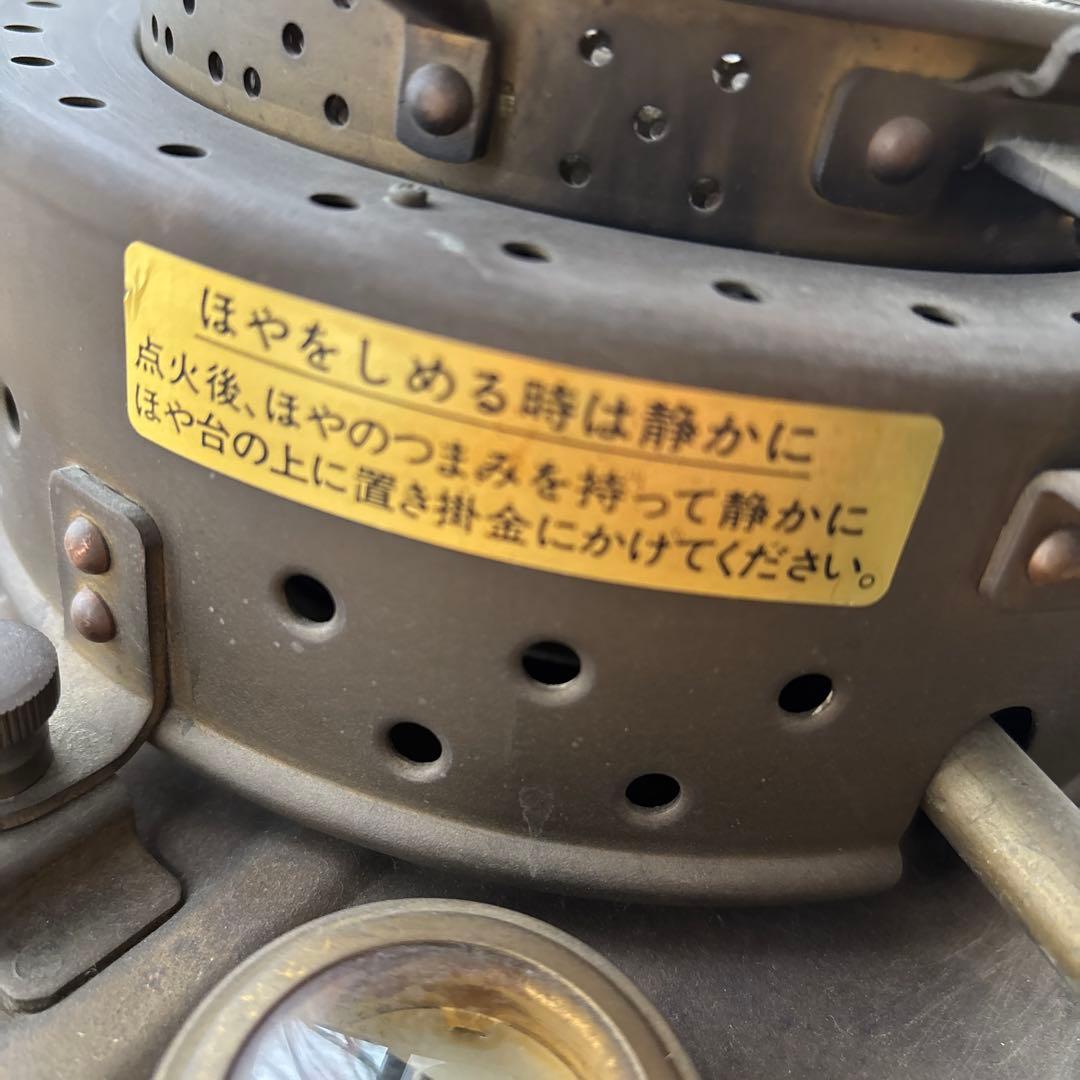 ほやをしめる時は静かに
点火後、ほやのつまみを持って静かに
ほや台の上に置き掛金にかけてください。